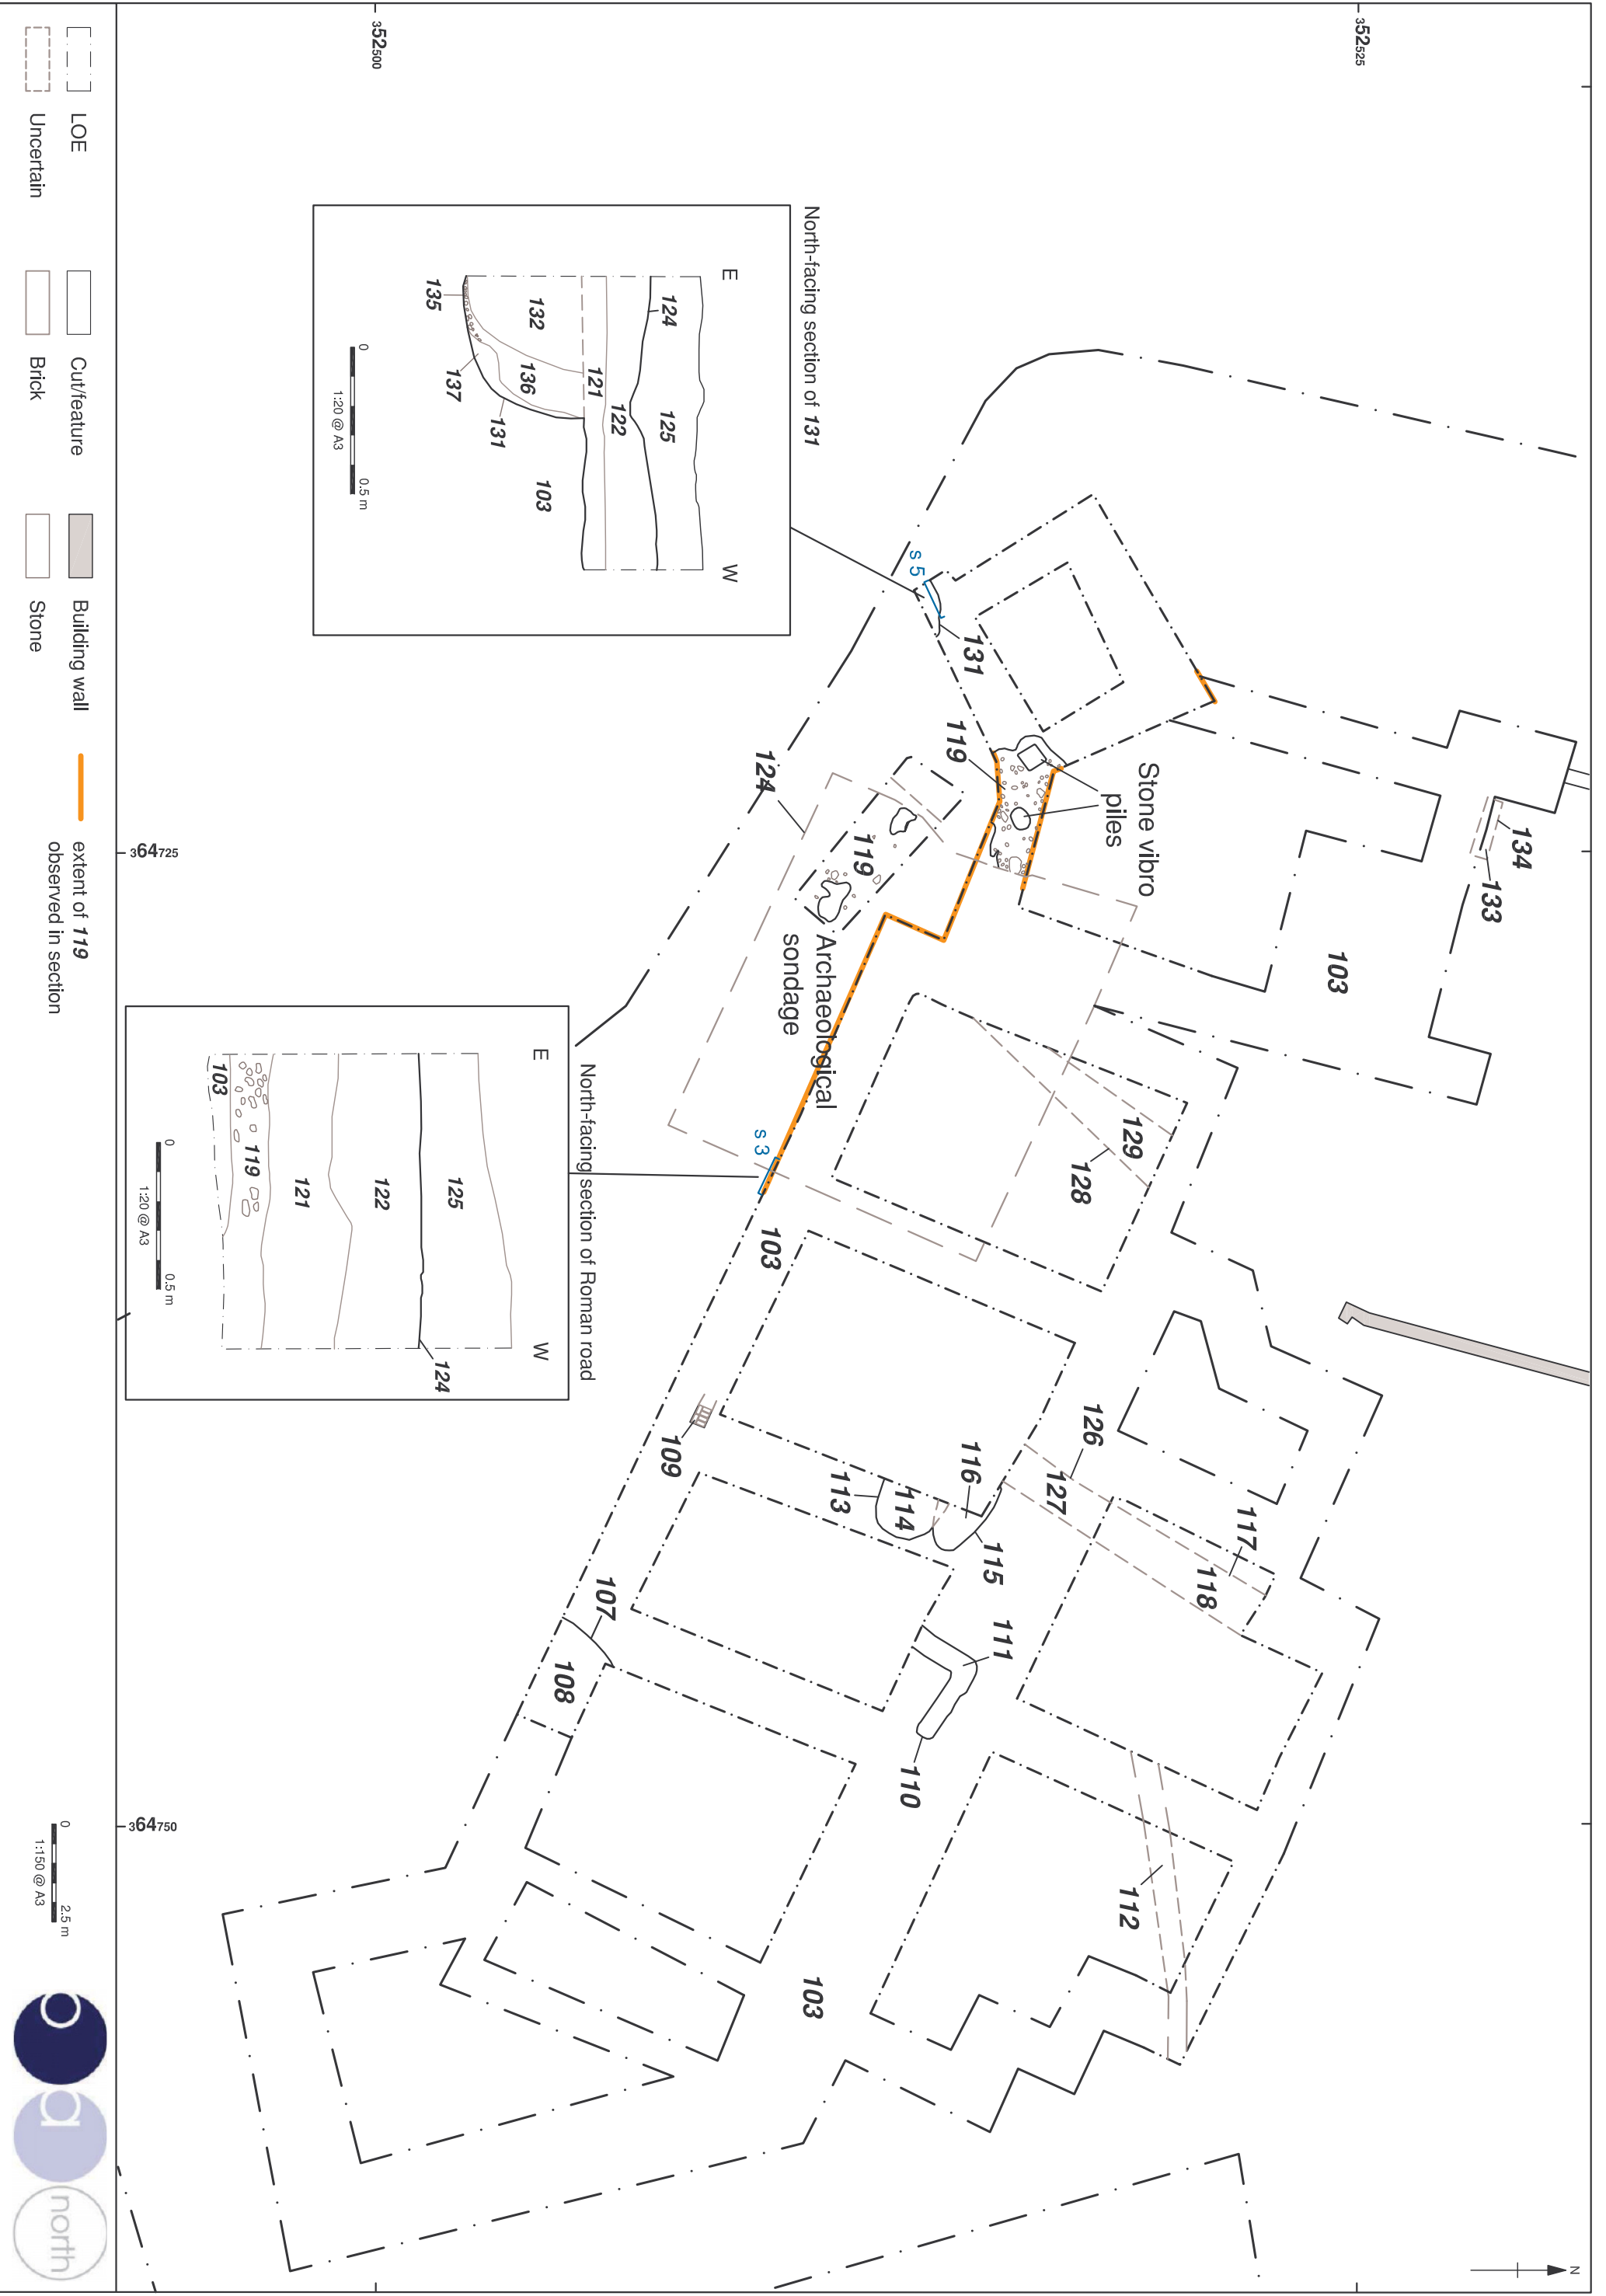 352500
352525
364725
364750
N
134
133
103
Stone vibro
piles
119
131
s 5
124
119
Archaeological
sondage
129
128
s 3
103
126
127
117
118
116
115
114
113
109
111
110
107
108
112
103
North-facing section of 131
E
W
124
125
122
121
132
136
135
137
131
103
0
0.5 m
1:20 @ A3
North-facing section of Roman road
E
W
125
122
121
119
103
124
0
0.5 m
1:20 @ A3
LOE
Cut/feature
Building wall
extent of 119
observed in section
Uncertain
Brick
Stone
0
2.5 m
1:150 @ A3
oa
north